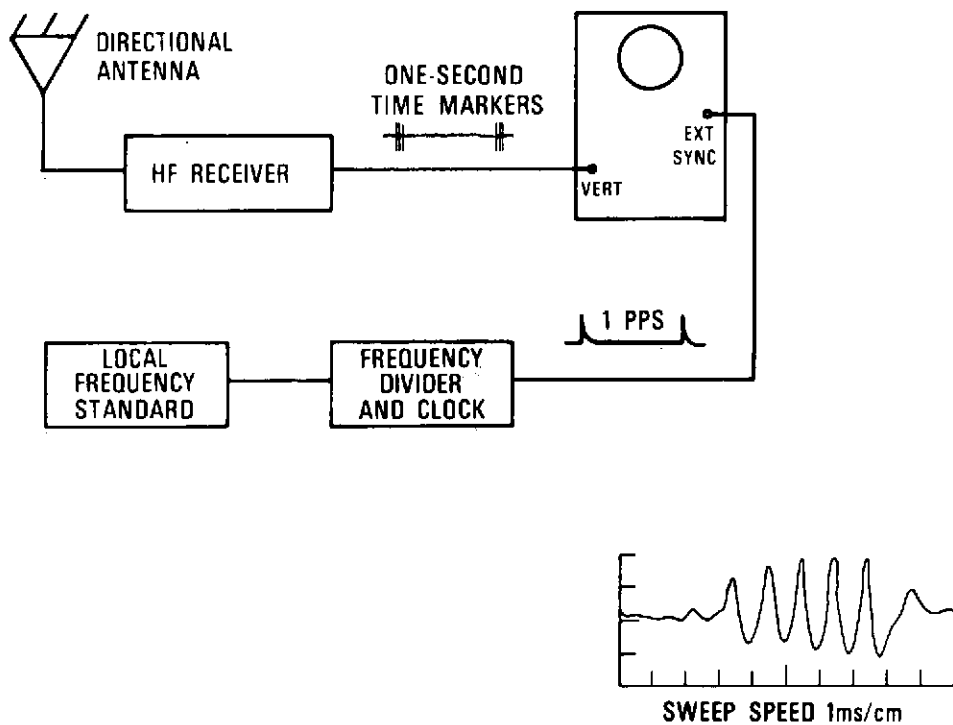 DIRECTIONAL
ANTENNA
ONE-SECOND
TIME MARKERS
HF RECEIVER
VERT
EXT
SYNC
1 PPS
LOCAL
FREQUENCY
STANDARD
FREQUENCY
DIVIDER
AND CLOCK
SWEEP SPEED 1ms/cm